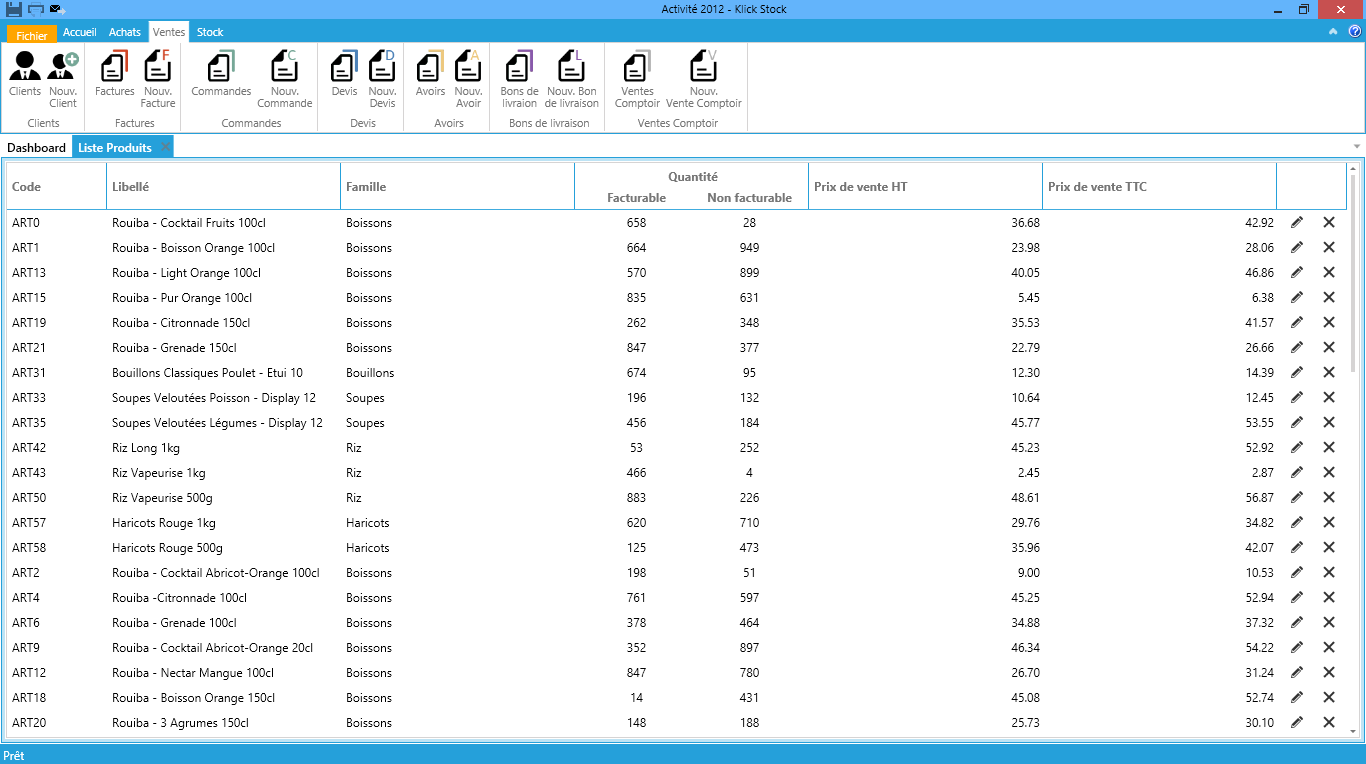 Activité 2012 - Klick Stock
Fichier Accueil Achats Ventes Stock
Clients Nouv. Client Factures Nouv. Facture Commandes Nouv. Commande Devis Nouv. Devis Avoirs Nouv. Avoir Bons de livraion Nouv. Bon de livraison Ventes Comptoir Nouv. Vente Comptoir
Clients Factures Commandes Devis Avoirs Bons de livraison Ventes Comptoir
Dashboard Liste Produits
Code Libellé Famille Quantité Facturable Non facturable Prix de vente HT Prix de vente TTC
ART0 Rouiba - Cocktail Fruits 100cl Boissons 658 28 36.68 42.92
ART1 Rouiba - Boisson Orange 100cl Boissons 664 949 23.98 28.06
ART13 Rouiba - Light Orange 100cl Boissons 570 899 40.05 46.86
ART15 Rouiba - Pur Orange 100cl Boissons 835 631 5.45 6.38
ART19 Rouiba - Citronnade 150cl Boissons 262 348 35.53 41.57
ART21 Rouiba - Grenade 150cl Boissons 847 377 22.79 26.66
ART31 Bouillons Classiques Poulet - Etui 10 Bouillons 674 95 12.30 14.39
ART33 Soupes Veloutées Poisson - Display 12 Soupes 196 132 10.64 12.45
ART35 Soupes Veloutées Légumes - Display 12 Soupes 456 184 45.77 53.55
ART42 Riz Long 1kg Riz 53 252 45.23 52.92
ART43 Riz Vapeurise 1kg Riz 466 4 2.45 2.87
ART50 Riz Vapeurise 500g Riz 883 226 48.61 56.87
ART57 Haricots Rouge 1kg Haricots 620 710 29.76 34.82
ART58 Haricots Rouge 500g Haricots 125 473 35.96 42.07
ART2 Rouiba - Cocktail Abricot-Orange 100cl Boissons 198 51 9.00 10.53
ART4 Rouiba -Citronnade 100cl Boissons 761 597 45.25 52.94
ART6 Rouiba - Grenade 100cl Boissons 378 464 34.88 37.32
ART9 Rouiba - Cocktail Abricot-Orange 20cl Boissons 352 897 46.34 54.22
ART12 Rouiba - Nectar Mangue 100cl Boissons 847 780 26.70 31.24
ART18 Rouiba - Boisson Orange 150cl Boissons 14 431 45.08 52.74
ART20 Rouiba - 3 Agrumes 150cl Boissons 148 188 25.73 30.10
Prêt